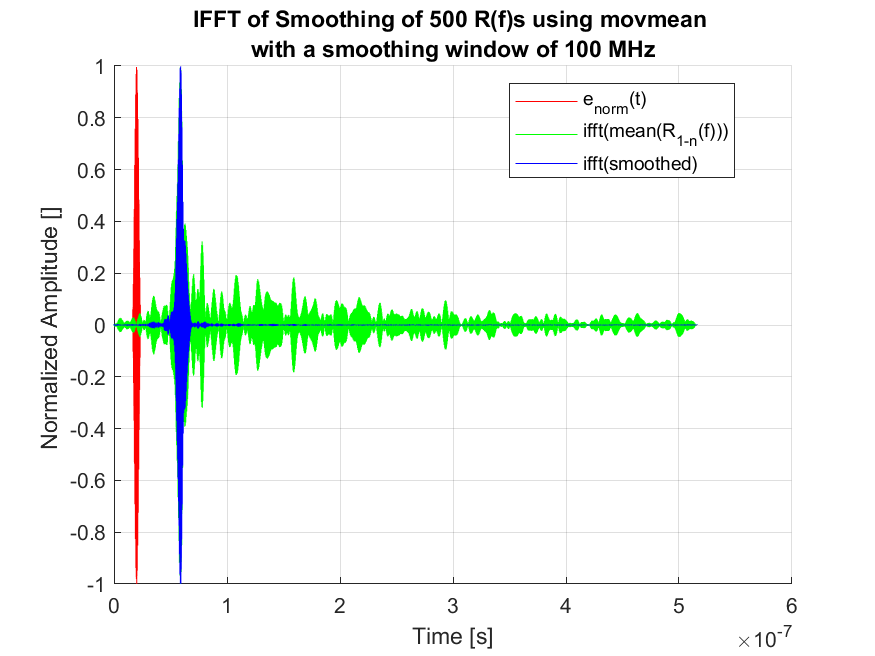 IFFT of Smoothing of 500 R(f)s using movmean
with a smoothing window of 100 MHz
e_norm(t)
ifft(mean(R_1-n(f)))
ifft(smoothed)
Normalized Amplitude []
1
0.8
0.6
0.4
0.2
0
-0.2
-0.4
-0.6
-0.8
-1
0 1 2 3 4 5 6
Time [s]
×10^-7